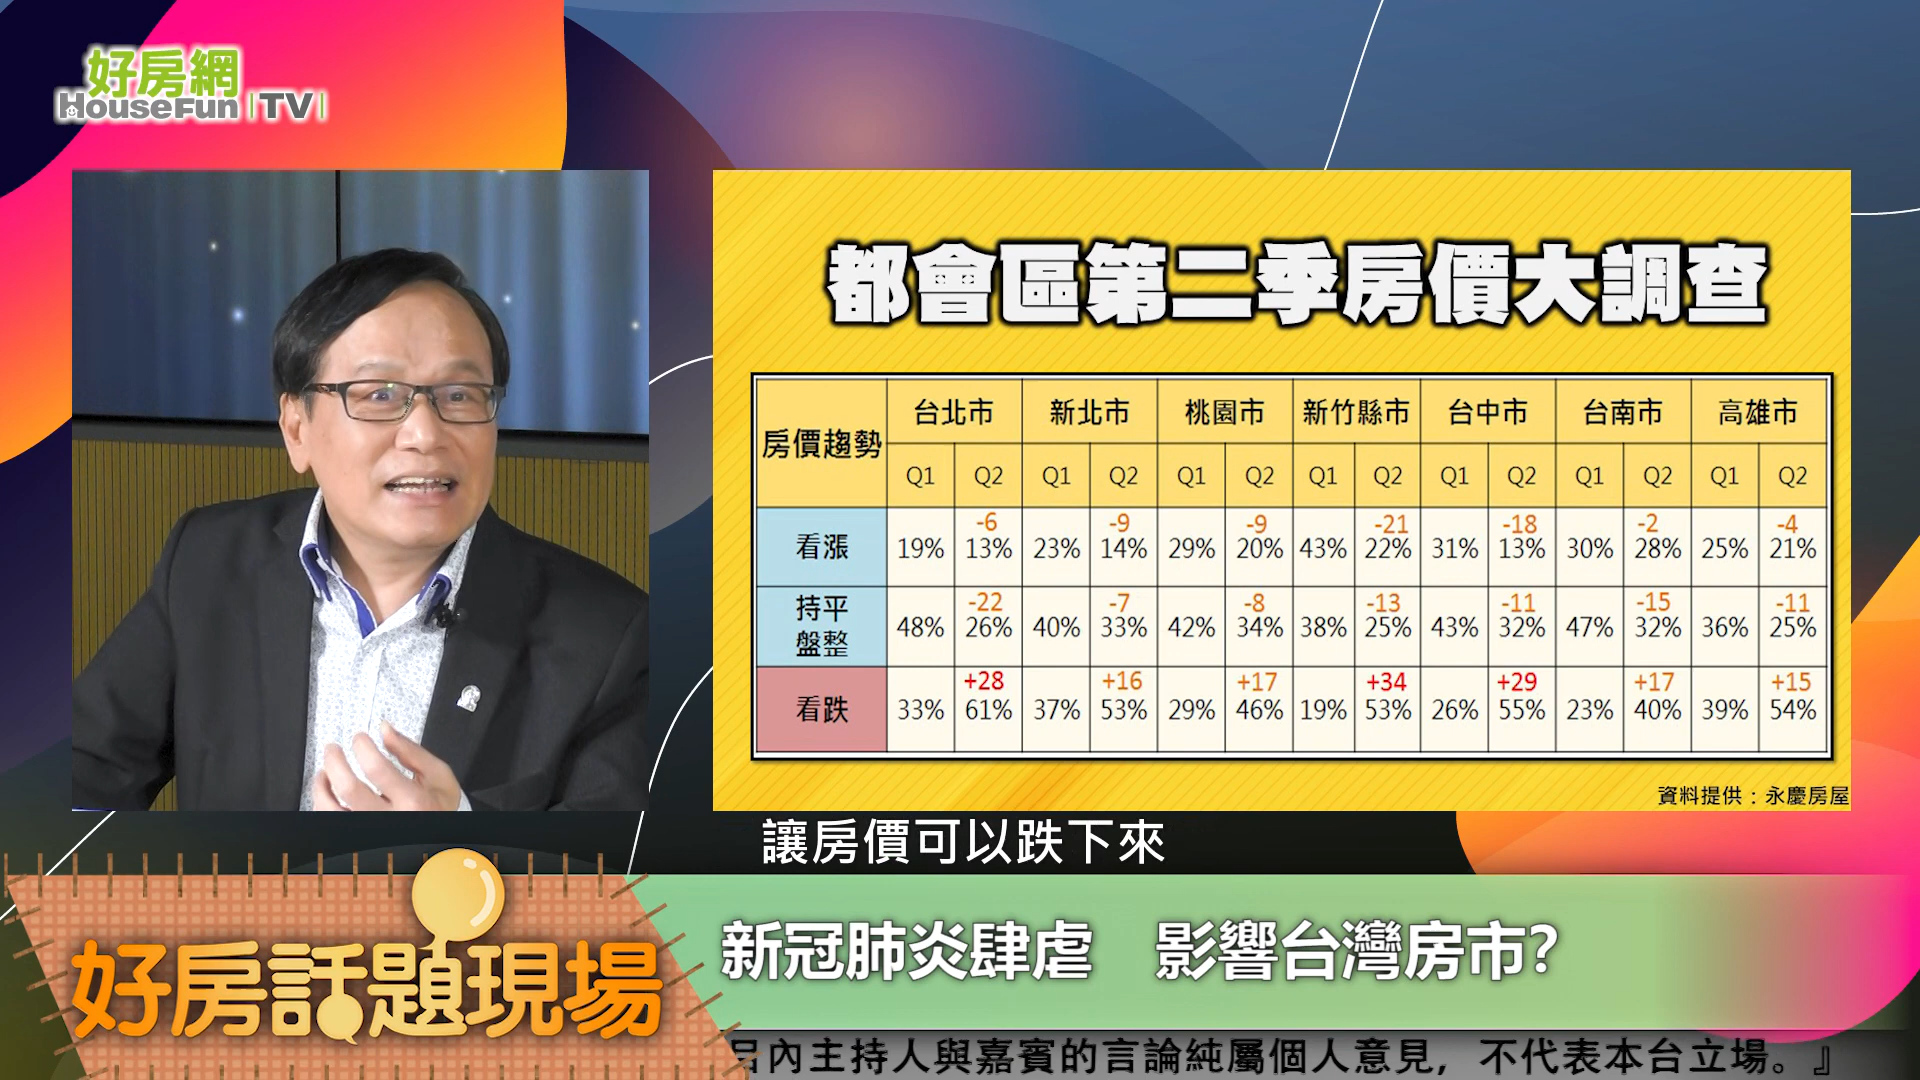 好房網
HouseFun TV
都會區第二季房價大調查
房價趨勢 台北市 新北市 桃園市 新竹縣市 台中市 台南市 高雄市
Q1 Q2 Q1 Q2 Q1 Q2 Q1 Q2 Q1 Q2 Q1 Q2 Q1 Q2
-6 -9 -9 -21 -18 -2 -4
看漲 19% 13% 23% 14% 29% 20% 43% 22% 31% 13% 30% 28% 25% 21%
-22 -7 -8 -13 -11 -15 -11
持平
盤整 48% 26% 40% 33% 42% 34% 38% 25% 43% 32% 47% 32% 36% 25%
+28 +16 +17 +34 +29 +17 +15
看跌 33% 61% 37% 53% 29% 46% 19% 53% 26% 55% 23% 40% 39% 54%
資料提供：永慶房屋
讓房價可以跌下來
新冠肺炎肆虐 影響台灣房市?
好房話題現場
目內主持人與嘉賓的言論純屬個人意見，不代表本台立場。』